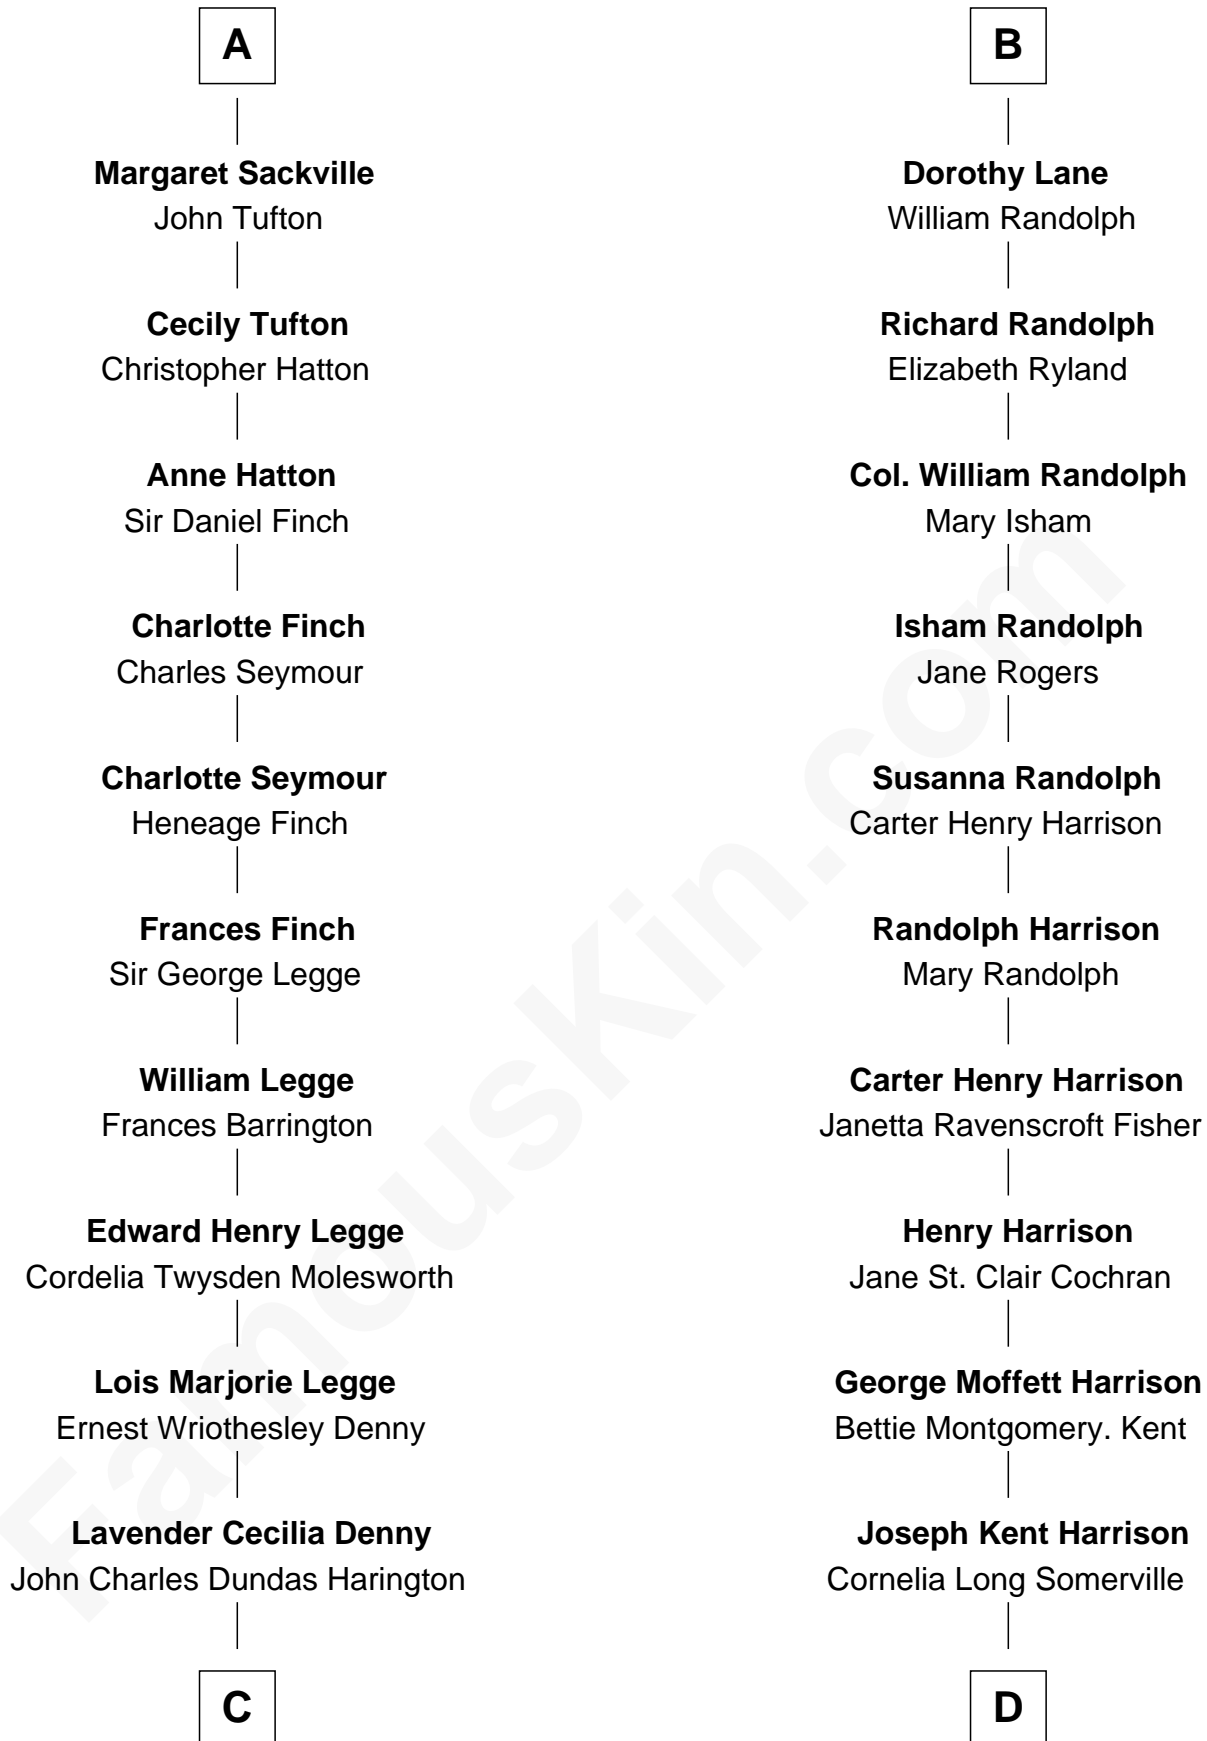 A
Margaret Sackville
John Tufton
Cecily Tufton
Christopher Hatton
Anne Hatton
Sir Daniel Finch
Charlotte Finch
Charles Seymour
Charlotte Seymour
Heneage Finch
Frances Finch
Sir George Legge
William Legge
Frances Barrington
Edward Henry Legge
Cordelia Twysden Molesworth
Lois Marjorie Legge
Ernest Wriothesley Denny
Lavender Cecilia Denny
John Charles Dundas Harington
C
B
Dorothy Lane
William Randolph
Richard Randolph
Elizabeth Ryland
Col. William Randolph
Mary Isham
Isham Randolph
Jane Rogers
Susanna Randolph
Carter Henry Harrison
Randolph Harrison
Mary Randolph
Carter Henry Harrison
Janetta Ravenscroft Fisher
Henry Harrison
Jane St. Clair Cochran
George Moffett Harrison
Bettie Montgomery. Kent
Joseph Kent Harrison
Cornelia Long Somerville
D
FamousKin.com